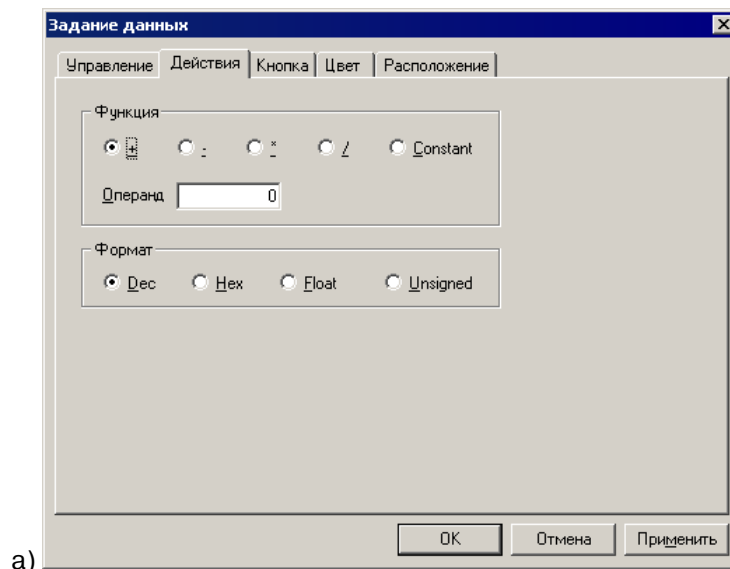 Задание данных
Управление Действия Кнопка Цвет Расположение
Функция
+ - * / Constant
Операнд 0
Формат
Dec Hex Float Unsigned
OK Отмена Применить
а)